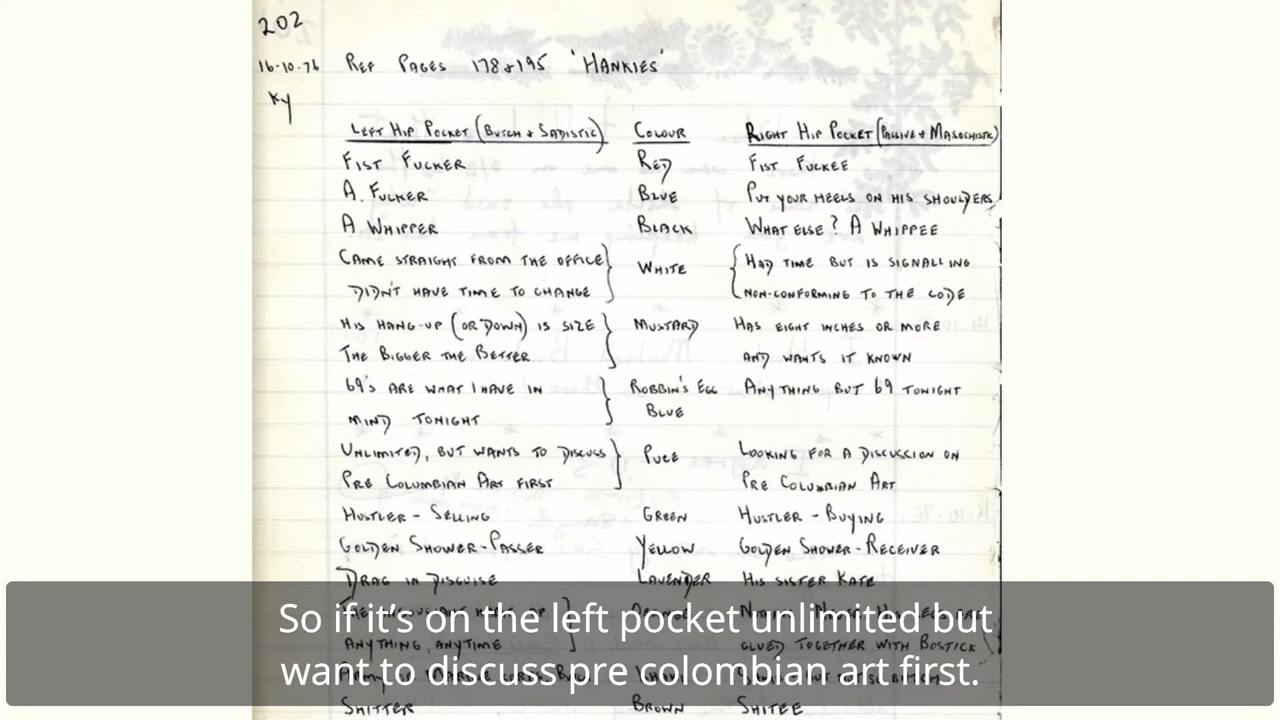 202
16-10-76 REF PAGES 178 & 195 'HANKIES'
KY
LEFT HIP POCKET (BUTCH & SADISTIC) COLOUR RIGHT HIP POCKET (PASSIVE & MASOCHISTIC)
FIST FUCKER RED FIST FUCKEE
A. FUCKER BLUE PUT YOUR HEELS ON HIS SHOULDERS
A WHIPPER BLACK WHAT ELSE? A WHIPPEE
CAME STRAIGHT FROM THE OFFICE HAD TIME BUT IS SIGNALLING
WHITE
DIDN'T HAVE TIME TO CHANGE NON-CONFORMING TO THE CODE
HIS HANG-UP (OR DOWN) IS SIZE MUSTARD HAS EIGHT INCHES OR MORE
THE BIGGER THE BETTER AND WANTS IT KNOWN
69'S ARE WHAT I HAVE IN ROBBIN'S EGG ANYTHING BUT 69 TONIGHT
MIND TONIGHT BLUE
UNLIMITED, BUT WANTS TO DISCUSS PUCE LOOKING FOR A DISCUSSION ON
PRE COLUMBIAN ART FIRST PRE COLUMBIAN ART
HUSTLER - SELLING GREEN HUSTLER - BUYING
GOLDEN SHOWER - PASSER YELLOW GOLDEN SHOWER - RECEIVER
DRAG IN DISGUISE LAVENDER HIS SISTER KATE
ANYTHING, ANYTIME GLUED TOGETHER WITH BOSTICK
SHITTER BROWN SHITEE
So if it's on the left pocket unlimited but
want to discuss pre colombian art first.